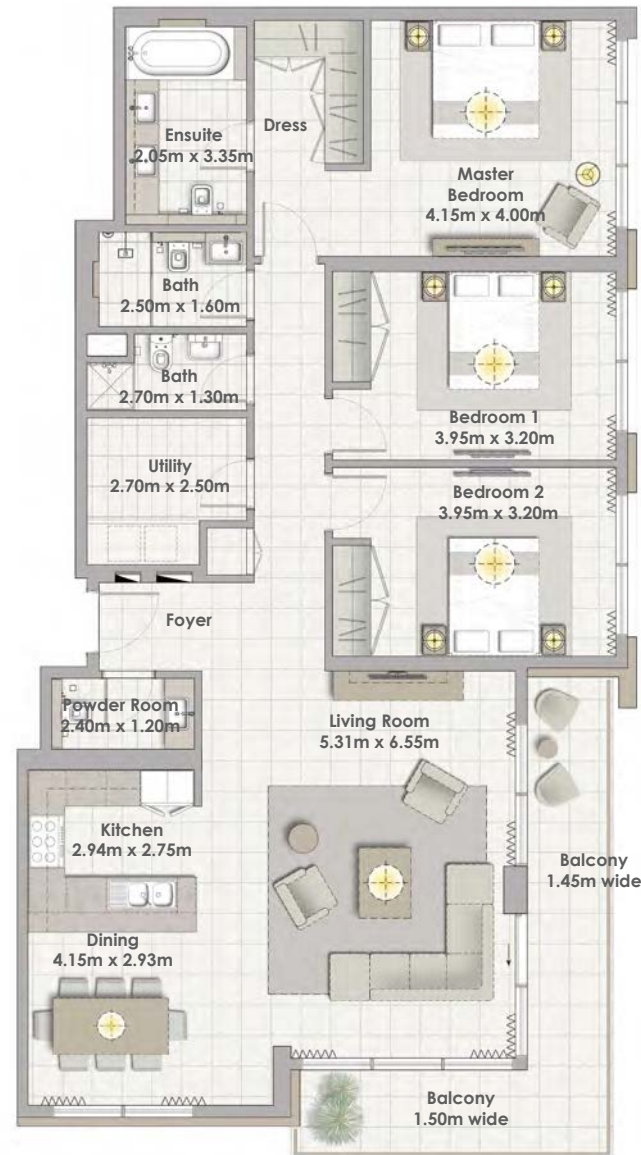 Ensuite
2.05m x 3.35m
Dress
Master
Bedroom
4.15m x 4.00m
Bath
2.50m x 1.60m
Bath
2.70m x 1.30m
Bedroom 1
3.95m x 3.20m
Utility
2.70m x 2.50m
Bedroom 2
3.95m x 3.20m
Foyer
Powder Room
2.40m x 1.20m
Living Room
5.31m x 6.55m
Kitchen
2.94m x 2.75m
Balcony
1.45m wide
Dining
4.15m x 2.93m
Balcony
1.50m wide